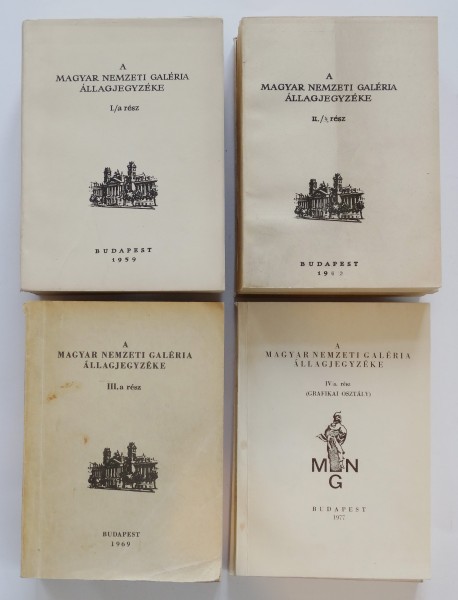 A
MAGYAR NEMZETI GALÉRIA
ÁLLAGJEGYZÉKE
I./a rész
BUDAPEST
1959
A
MAGYAR NEMZETI GALÉRIA
ÁLLAGJEGYZÉKE
II./ rész
BUDAPEST
A
MAGYAR NEMZETI GALÉRIA
ÁLLAGJEGYZÉKE
III.a rész
BUDAPEST
1969
A
MAGYAR NEMZETI GALÉRIA
ÁLLAGJEGYZÉKE
IV a. rész
(GRAFIKAI OSZTÁLY)
M N
G
BUDAPEST
1977